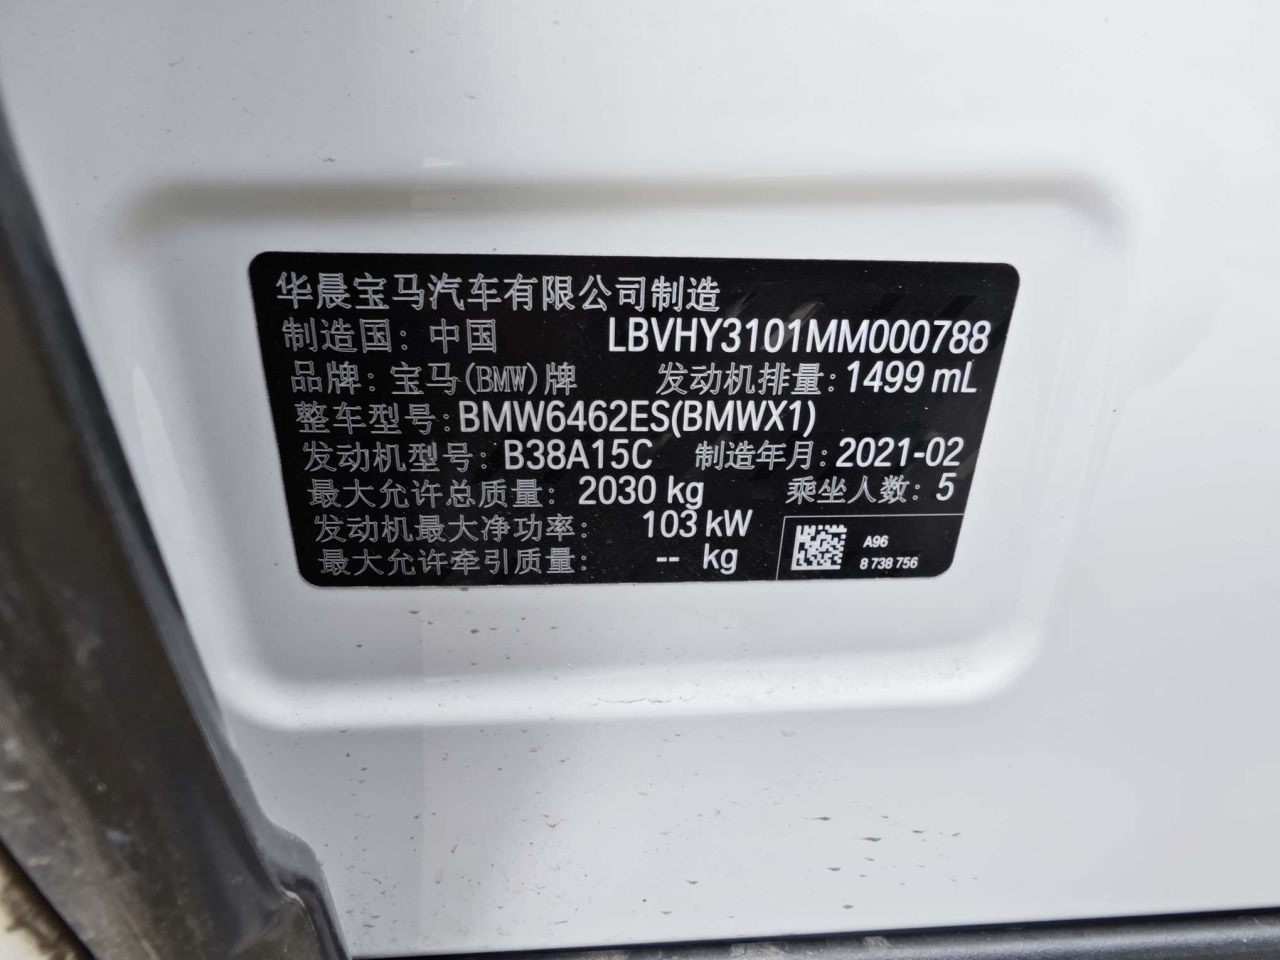 华晨宝马汽车有限公司制造
制造国：中国 LBVHY3101MM000788
品牌：宝马(BMW)牌 发动机排量：1499 mL
整车型号：BMW6462ES(BMWX1)
发动机型号：B38A15C 制造年月：2021-02
最大允许总质量：2030 kg 乘坐人数：5
发动机最大净功率：103 kW
最大允许牵引质量：-- kg
A96
8 738 756